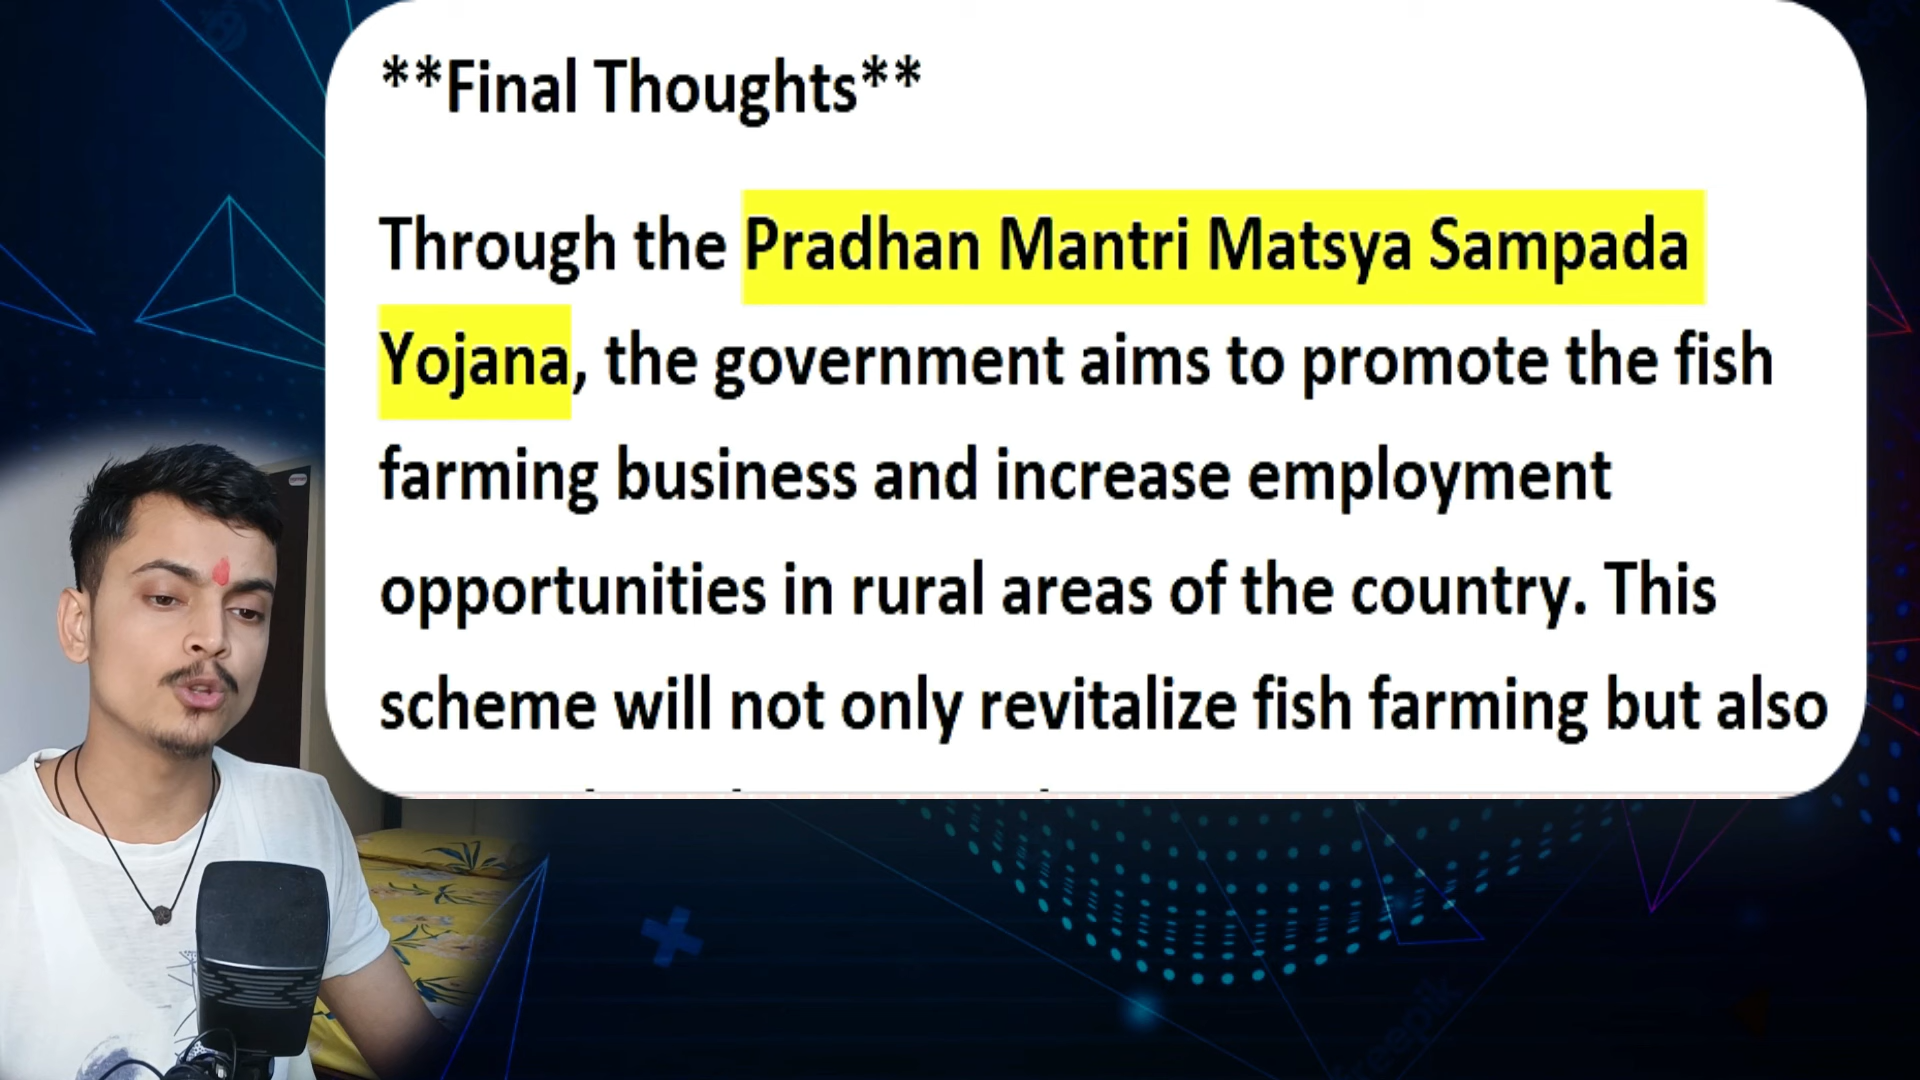 **Final Thoughts**
Through the Pradhan Mantri Matsya Sampada
Yojana, the government aims to promote the fish
farming business and increase employment
opportunities in rural areas of the country. This
scheme will not only revitalize fish farming but also
freepik